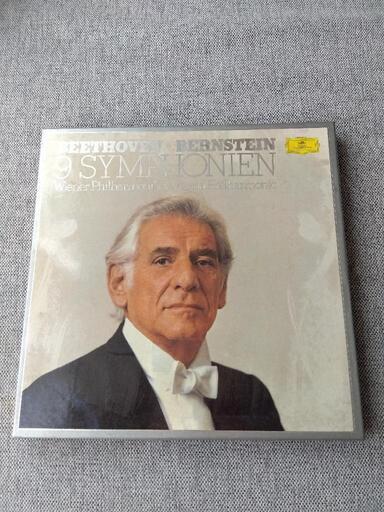 BEETHOVEN · BERNSTEIN
9 SYMPHONIEN
Wiener Philharmoniker